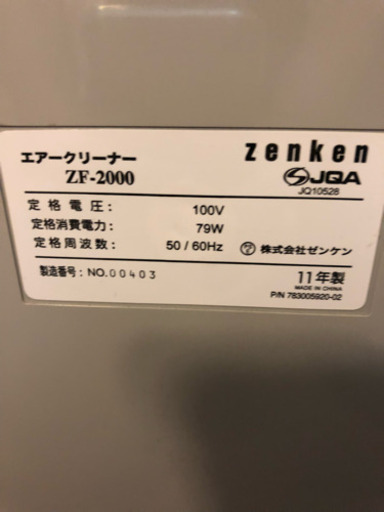 エアークリーナー
ZF-2000
zenken
JQA
JQ10528
定格電圧: 100V
定格消費電力: 79W
定格周波数: 50/60Hz
株式会社ゼンケン
製造番号: NO.00403
11年製
MADE IN CHINA
P/N 783005920-02